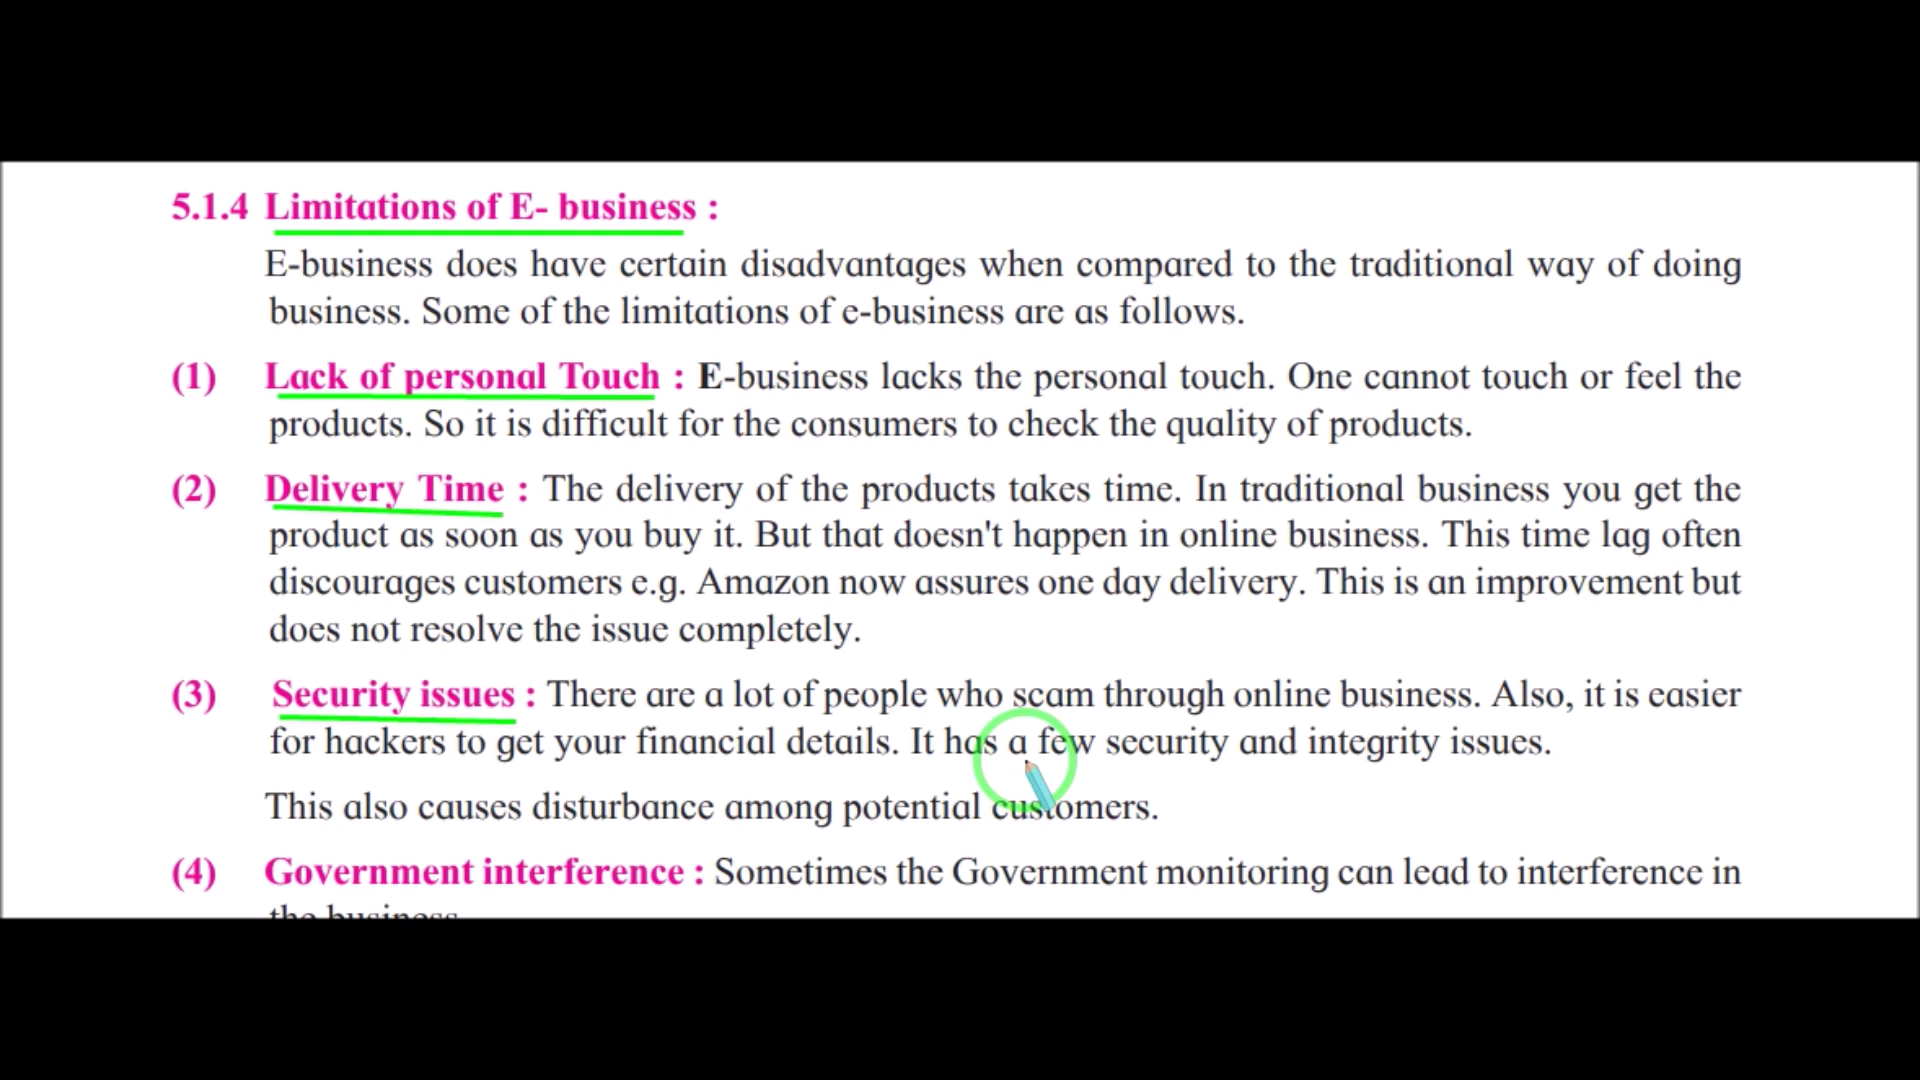 5.1.4 Limitations of E- business :
E-business does have certain disadvantages when compared to the traditional way of doing
business. Some of the limitations of e-business are as follows.
(1) Lack of personal Touch : E-business lacks the personal touch. One cannot touch or feel the
products. So it is difficult for the consumers to check the quality of products.
(2) Delivery Time : The delivery of the products takes time. In traditional business you get the
product as soon as you buy it. But that doesn't happen in online business. This time lag often
discourages customers e.g. Amazon now assures one day delivery. This is an improvement but
does not resolve the issue completely.
(3) Security issues : There are a lot of people who scam through online business. Also, it is easier
for hackers to get your financial details. It has a few security and integrity issues.
This also causes disturbance among potential customers.
(4) Government interference : Sometimes the Government monitoring can lead to interference in
the business.